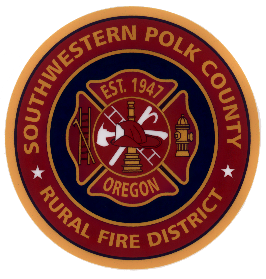 SOUTHWESTERN POLK COUNTY
EST. 1947
OREGON
RURAL FIRE DISTRICT